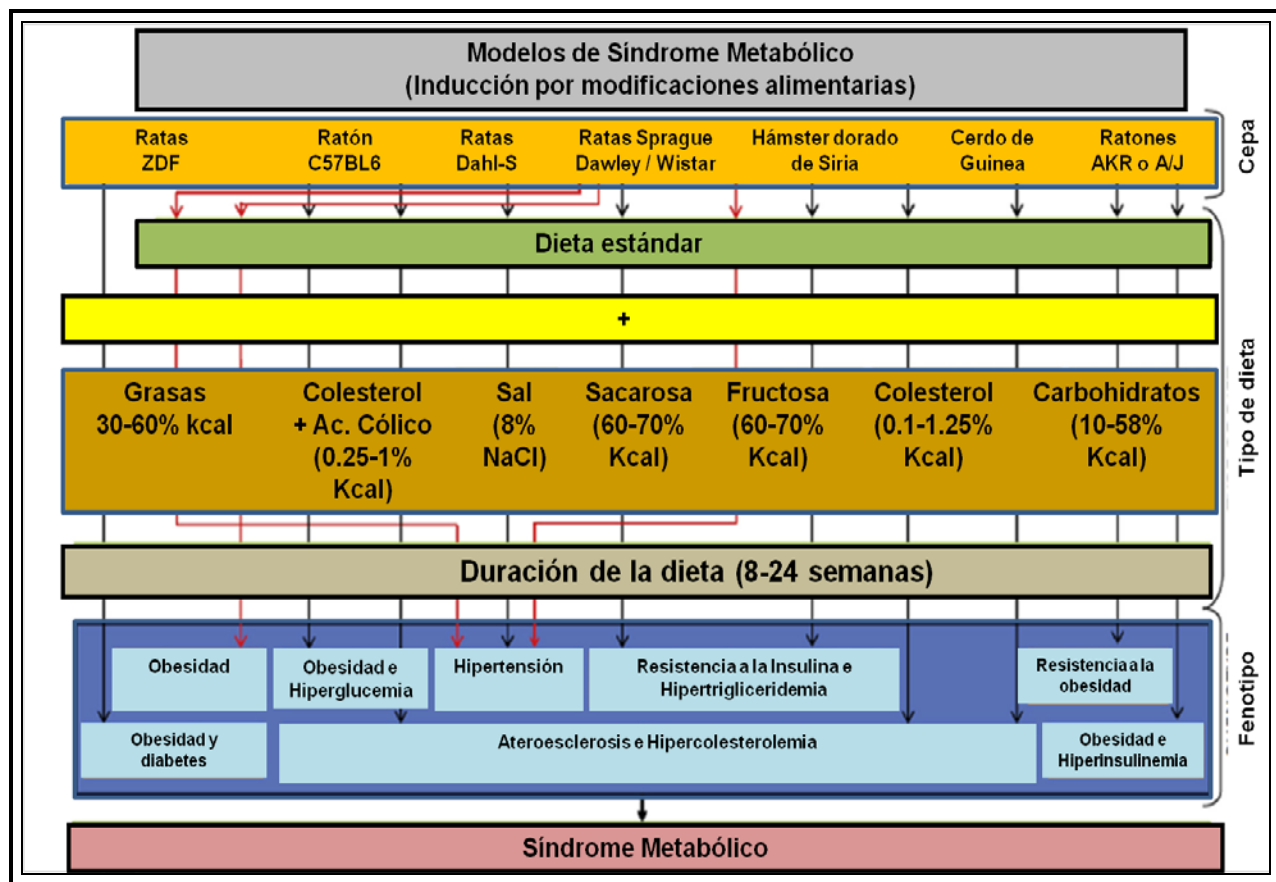 Modelos de Síndrome Metabólico
(Inducción por modificaciones alimentarias)
Ratas
ZDF
Ratón
C57BL6
Ratas
Dahl-S
Ratas Sprague
Dawley / Wistar
Hámster dorado
de Siria
Cerdo de
Guinea
Ratones
AKR o A/J
Cepa
Dieta estándar
+
Grasas
30-60% kcal
Colesterol
+ Ac. Cólico
(0.25-1%
Kcal)
Sal
(8%
NaCl)
Sacarosa
(60-70%
Kcal)
Fructosa
(60-70%
Kcal)
Colesterol
(0.1-1.25%
Kcal)
Carbohidratos
(10-58%
Kcal)
Tipo de dieta
Duración de la dieta (8-24 semanas)
Obesidad
Obesidad e
Hiperglucemia
Hipertensión
Resistencia a la Insulina e
Hipertrigliceridemia
Resistencia a la
obesidad
Obesidad y
diabetes
Ateroesclerosis e Hipercolesterolemia
Obesidad e
Hiperinsulinemia
Fenotipo
Síndrome Metabólico